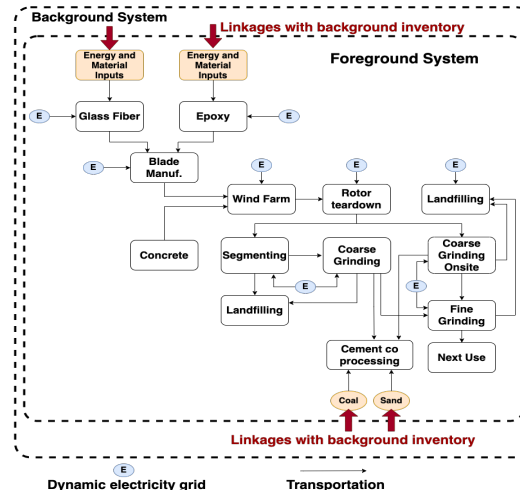 Background System
Linkages with background inventory
Foreground System
Energy and
Material
Inputs
Energy and
Material
Inputs
E
Glass Fiber
Epoxy
E
E
Blade
Manuf.
E
E
E
Wind Farm
Rotor
teardown
Landfilling
Concrete
Segmenting
Coarse
Grinding
Coarse
Grinding
Onsite
E
E
Landfilling
Fine
Grinding
Cement co
processing
Next Use
Coal
Sand
Linkages with background inventory
E
Dynamic electricity grid
Transportation